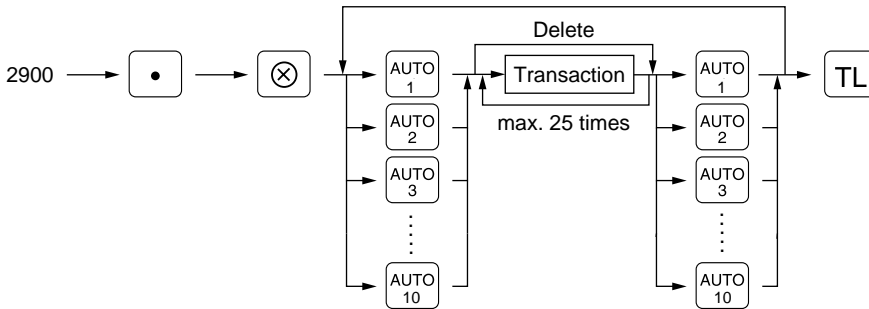 Delete
2900
•
⊗
AUTO
1
Transaction
AUTO
1
TL
max. 25 times
AUTO
2
AUTO
2
AUTO
3
AUTO
3
AUTO
10
AUTO
10